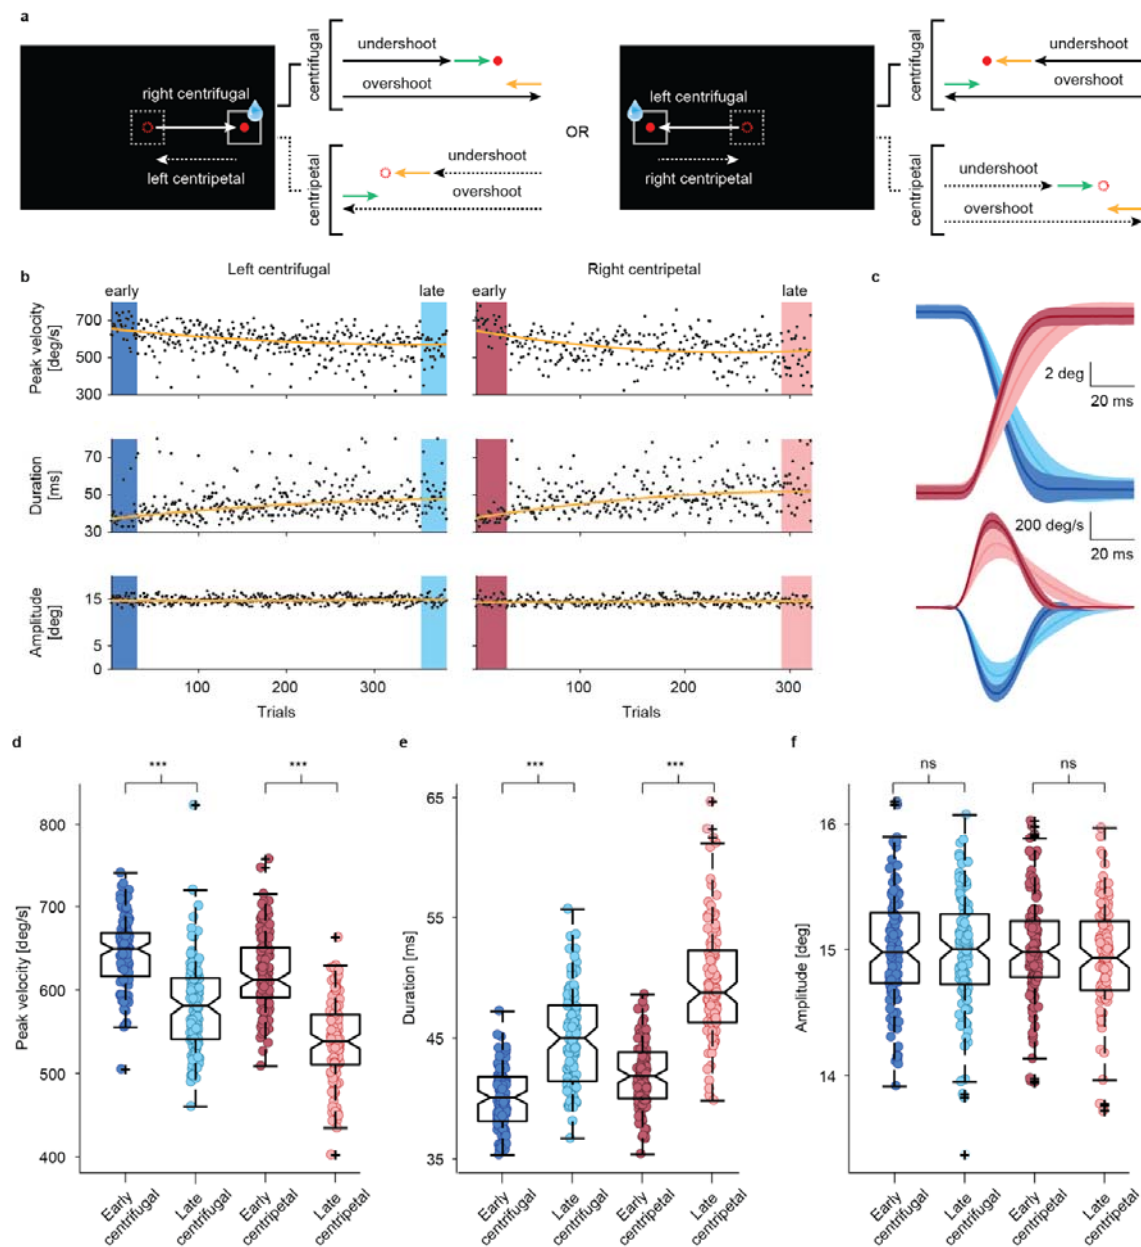 a
centrifugal
undershoot
overshoot
right centrifugal
left centripetal
centripetal
undershoot
overshoot
OR
left centrifugal
right centripetal
centrifugal
undershoot
overshoot
centripetal
undershoot
overshoot
b
Left centrifugal
Right centripetal
early
late
early
late
Peak velocity
[deg/s]
700
500
300
Duration
[ms]
70
50
30
Amplitude
[deg]
15
5
0
100
200
300
Trials
100
200
300
Trials
c
2 deg
20 ms
200 deg/s
20 ms
d
***
***
Peak velocity [deg/s]
800
700
600
500
400
Early
centrifugal
Late
centrifugal
Early
centripetal
Late
centripetal
e
***
***
Duration [ms]
65
55
45
35
Early
centrifugal
Late
centrifugal
Early
centripetal
Late
centripetal
f
ns
ns
Amplitude [deg]
16
15
14
Early
centrifugal
Late
centrifugal
Early
centripetal
Late
centripetal